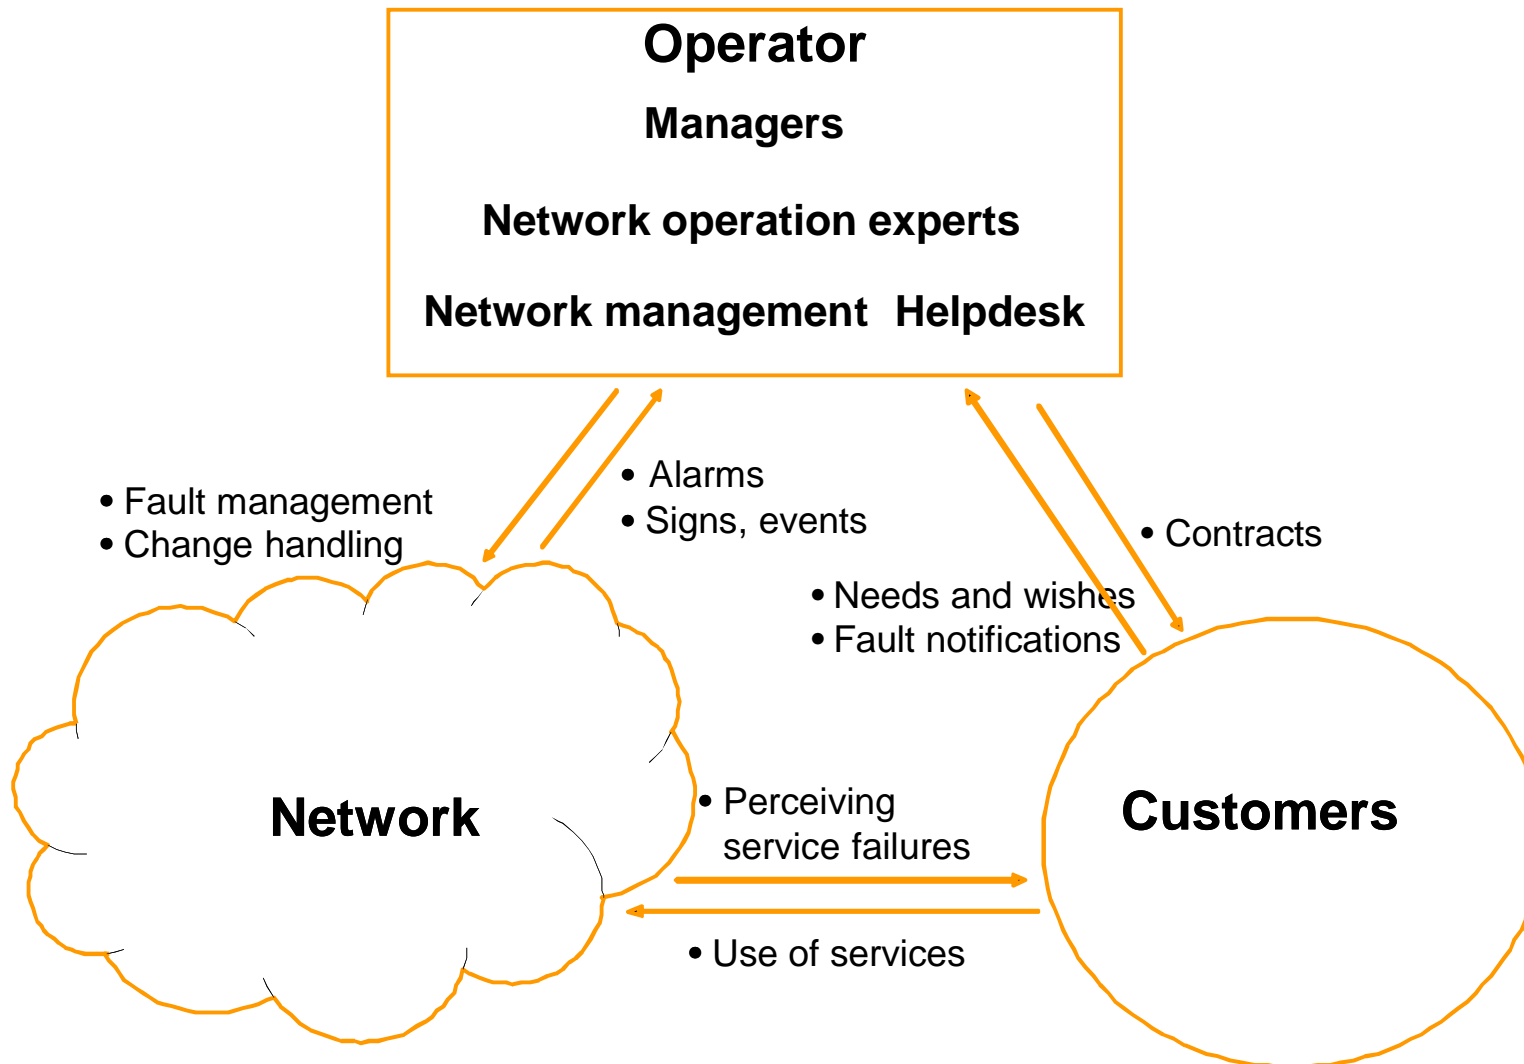 Operator
Managers
Network operation experts
Network management Helpdesk
• Alarms
• Signs, events
• Fault management
• Change handling
• Contracts
• Needs and wishes
• Fault notifications
Network
• Perceiving
service failures
Customers
• Use of services